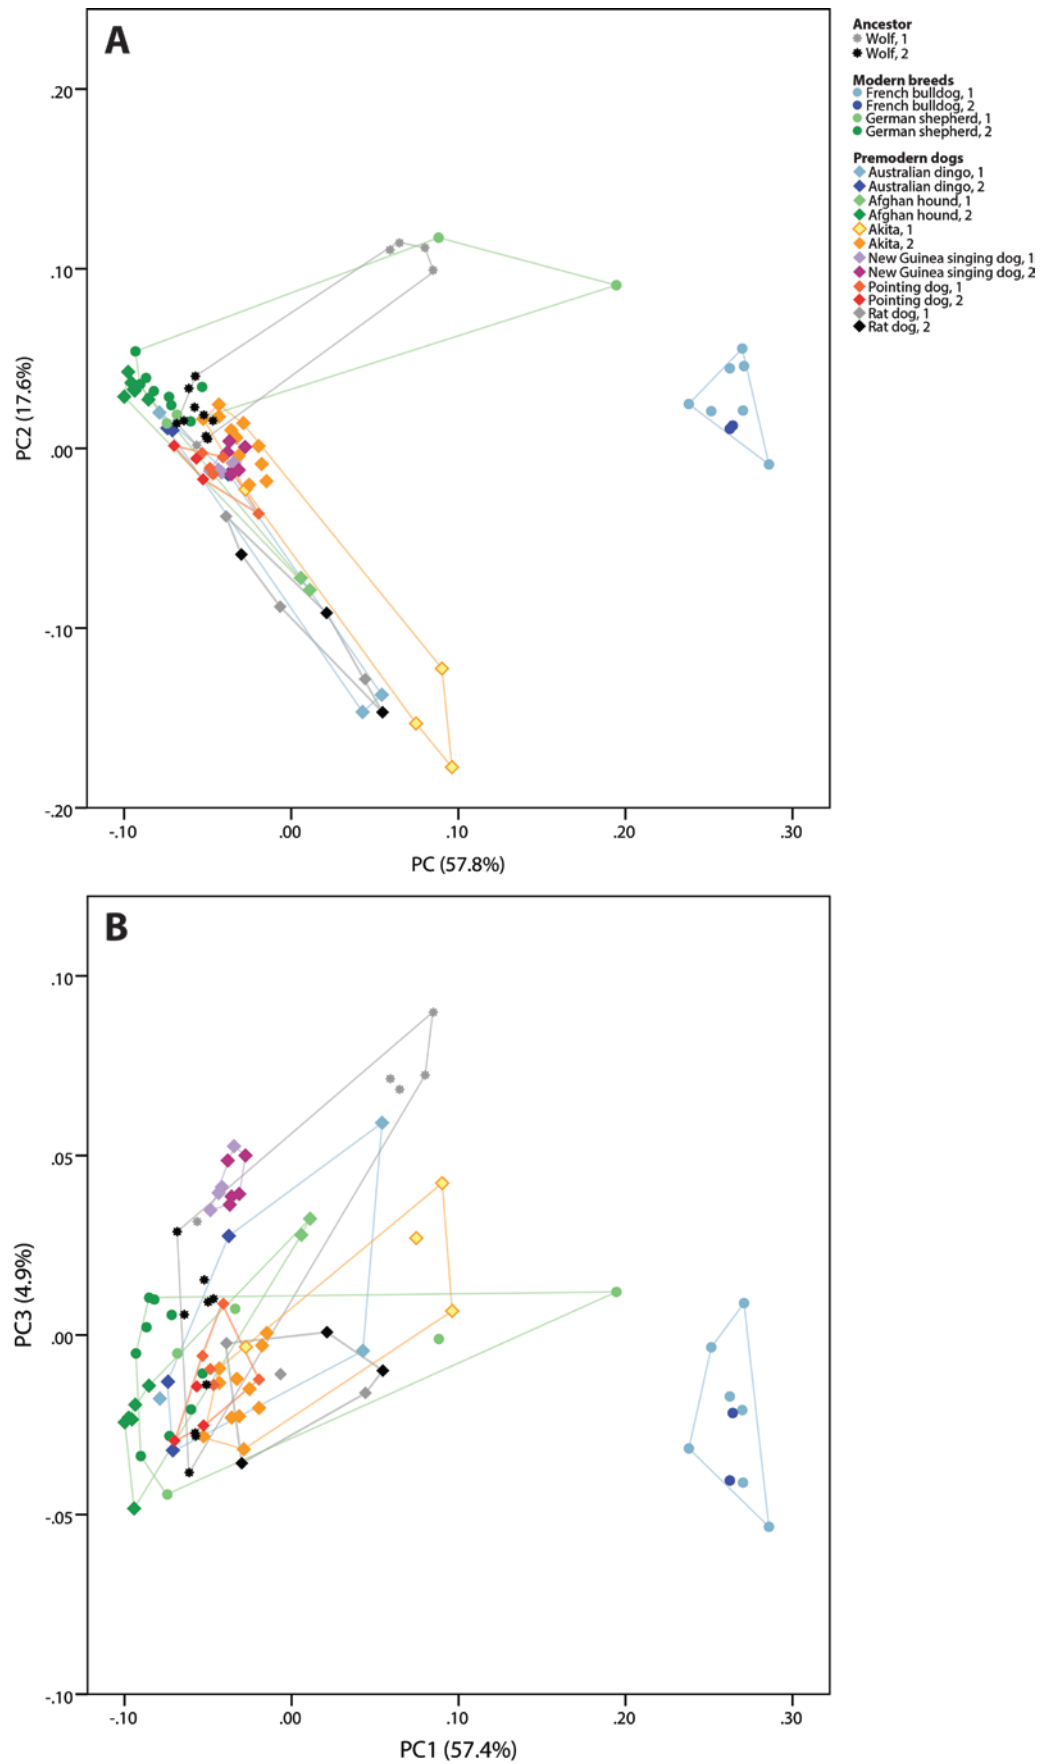 A
.20
.10
.00
-.10
-.20
PC2 (17.6%)
-.10 .00 .10 .20 .30
PC (57.8%)
Ancestor
Wolf, 1
Wolf, 2
Modern breeds
French bulldog, 1
French bulldog, 2
German shepherd, 1
German shepherd, 2
Premodern dogs
Australian dingo, 1
Australian dingo, 2
Afghan hound, 1
Afghan hound, 2
Akita, 1
Akita, 2
New Guinea singing dog, 1
New Guinea singing dog, 2
Pointing dog, 1
Pointing dog, 2
Rat dog, 1
Rat dog, 2
B
.10
.05
.00
-.05
-.10
PC3 (4.9%)
-.10 .00 .10 .20 .30
PC1 (57.4%)